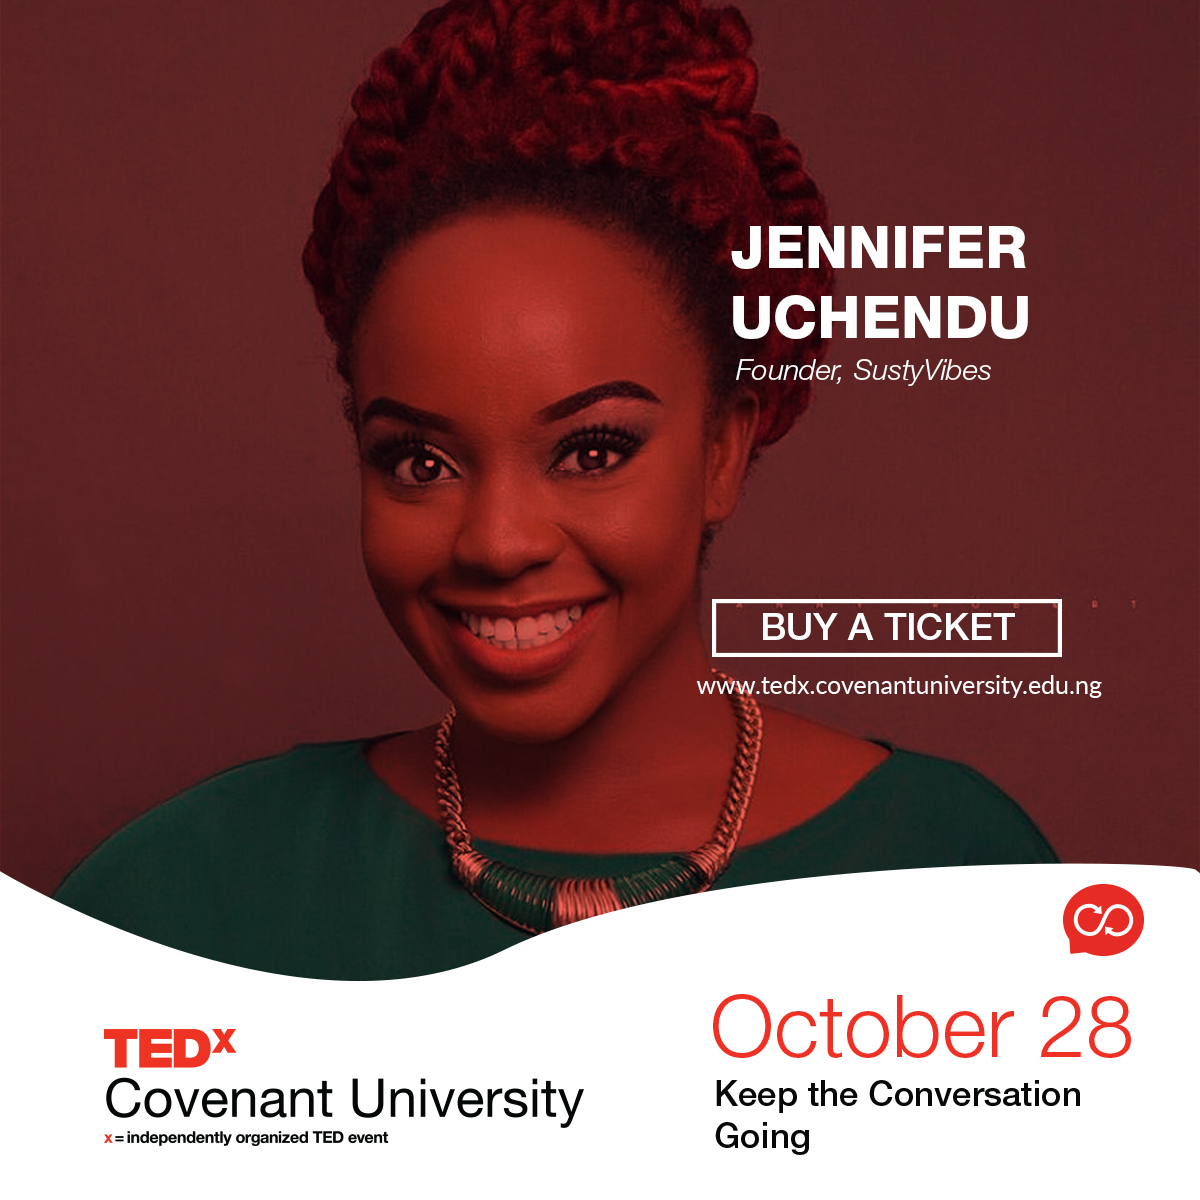 JENNIFER
UCHENDU
Founder, SustyVibes
BUY A TICKET
www.tedx.covenantuniversity.edu.ng
TEDx
Covenant University
x = independently organized TED event
October 28
Keep the Conversation
Going